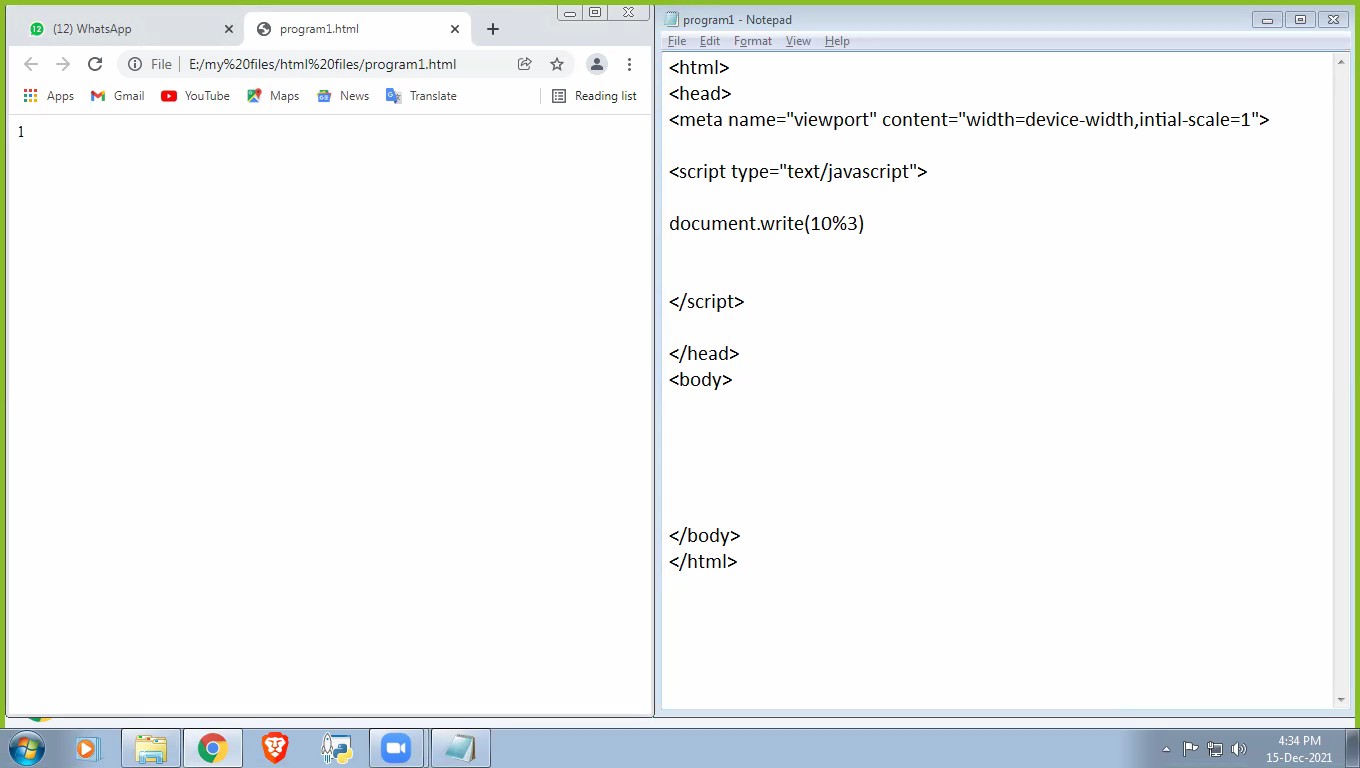 12 (12) WhatsApp
program1.html
File E:/my%20files/html%20files/program1.html
Apps Gmail YouTube Maps News Translate Reading list
1
program1 - Notepad
File Edit Format View Help
<html>
<head>
<meta name="viewport" content="width=device-width,intial-scale=1">
<script type="text/javascript">
document.write(10%3)
</script>
</head>
<body>
</body>
</html>
4:34 PM
15-Dec-2021